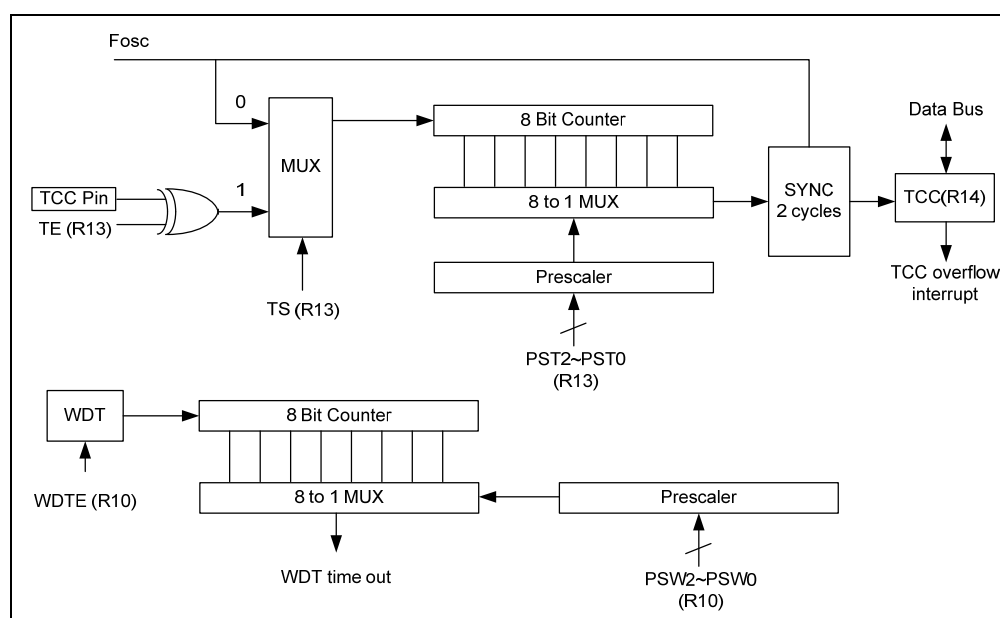 Fosc
0
MUX
8 Bit Counter
Data Bus
TCC Pin
1
TE (R13)
8 to 1 MUX
SYNC
2 cycles
TCC(R14)
TS (R13)
Prescaler
TCC overflow
interrupt
PST2~PST0
(R13)
WDT
8 Bit Counter
WDTE (R10)
8 to 1 MUX
Prescaler
WDT time out
PSW2~PSW0
(R10)